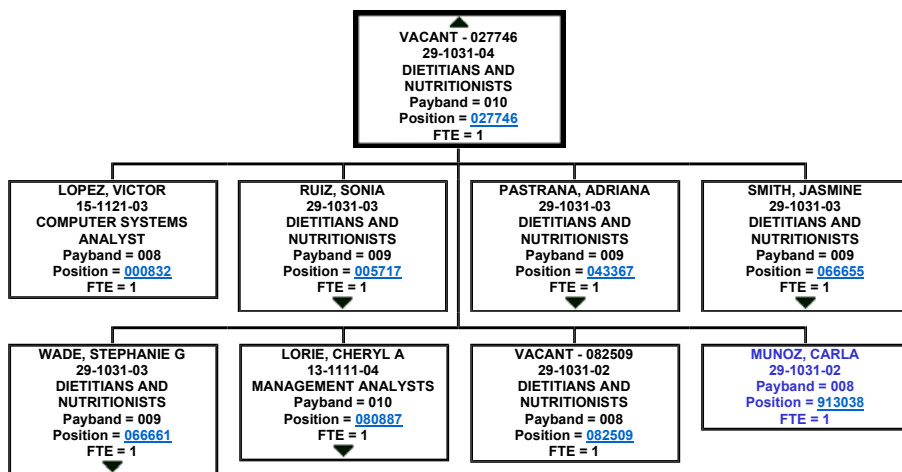 VACANT - 027746
29-1031-04
DIETITIANS AND
NUTRITIONISTS
Payband = 010
Position = 027746
FTE = 1
LOPEZ, VICTOR
15-1121-03
COMPUTER SYSTEMS
ANALYST
Payband = 008
Position = 000832
FTE = 1
RUIZ, SONIA
29-1031-03
DIETITIANS AND
NUTRITIONISTS
Payband = 009
Position = 005717
FTE = 1
PASTRANA, ADRIANA
29-1031-03
DIETITIANS AND
NUTRITIONISTS
Payband = 009
Position = 043367
FTE = 1
SMITH, JASMINE
29-1031-03
DIETITIANS AND
NUTRITIONISTS
Payband = 009
Position = 066655
FTE = 1
WADE, STEPHANIE G
29-1031-03
DIETITIANS AND
NUTRITIONISTS
Payband = 009
Position = 066661
FTE = 1
LORIE, CHERYL A
13-1111-04
MANAGEMENT ANALYSTS
Payband = 010
Position = 080887
FTE = 1
VACANT - 082509
29-1031-02
DIETITIANS AND
NUTRITIONISTS
Payband = 008
Position = 082509
FTE = 1
MUNOZ, CARLA
29-1031-02
Payband = 008
Position = 913038
FTE = 1